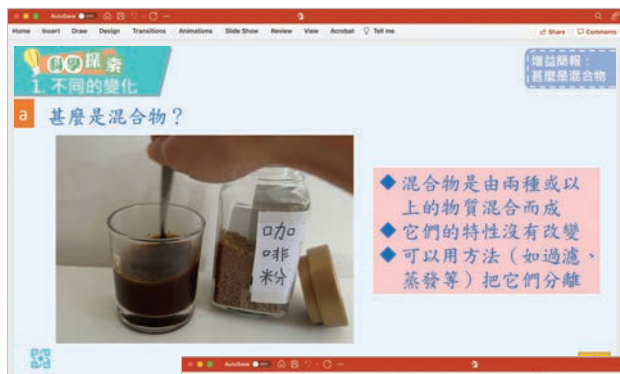 AutoSave
Home Insert Draw Design Transitions Animations Slide Show Review View Acrobat Tell me Share Comments
科學探索
1. 不同的變化
增益簡報：
甚麼是混合物
a 甚麼是混合物？
咖
啡
粉
◆ 混合物是由兩種或以
上的物質混合而成
◆ 它們的特性沒有改變
◆ 可以用方法（如過濾、
蒸發等）把它們分離
AutoSave